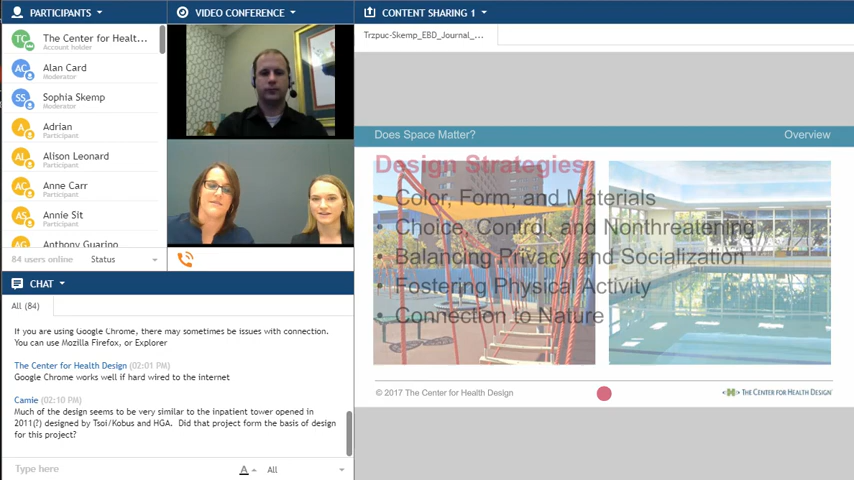 PARTICIPANTS
TC
The Center for Healt...
Account holder
AC
Alan Card
Moderator
SS
Sophia Skemp
Moderator
A
Adrian
Participant
AL
Alison Leonard
Participant
AC
Anne Carr
Participant
AS
Annie Sit
Participant
Anthony Guarino
84 users online
Status
VIDEO CONFERENCE
CHAT
All (84)
If you are using Google Chrome, there may sometimes be issues with connection.
You can use Mozilla Firefox, or Explorer
The Center for Health Design (02:01 PM)
Google Chrome works well if hard wired to the internet
Camie (02:10 PM)
Much of the design seems to be very similar to the inpatient tower opened in
2011(?) designed by Tsoi/Kobus and HGA. Did that project form the basis of design
for this project?
Type here
A
All
CONTENT SHARING 1
Trzpuc-Skemp_EBD_Journal_...
Does Space Matter?
Overview
Design Strategies
• Color, Form, and Materials
• Choice, Control, and Nonthreatening
• Balancing Privacy and Socialization
• Fostering Physical Activity
• Connection to Nature
© 2017 The Center for Health Design
THE CENTER FOR HEALTH DESIGN